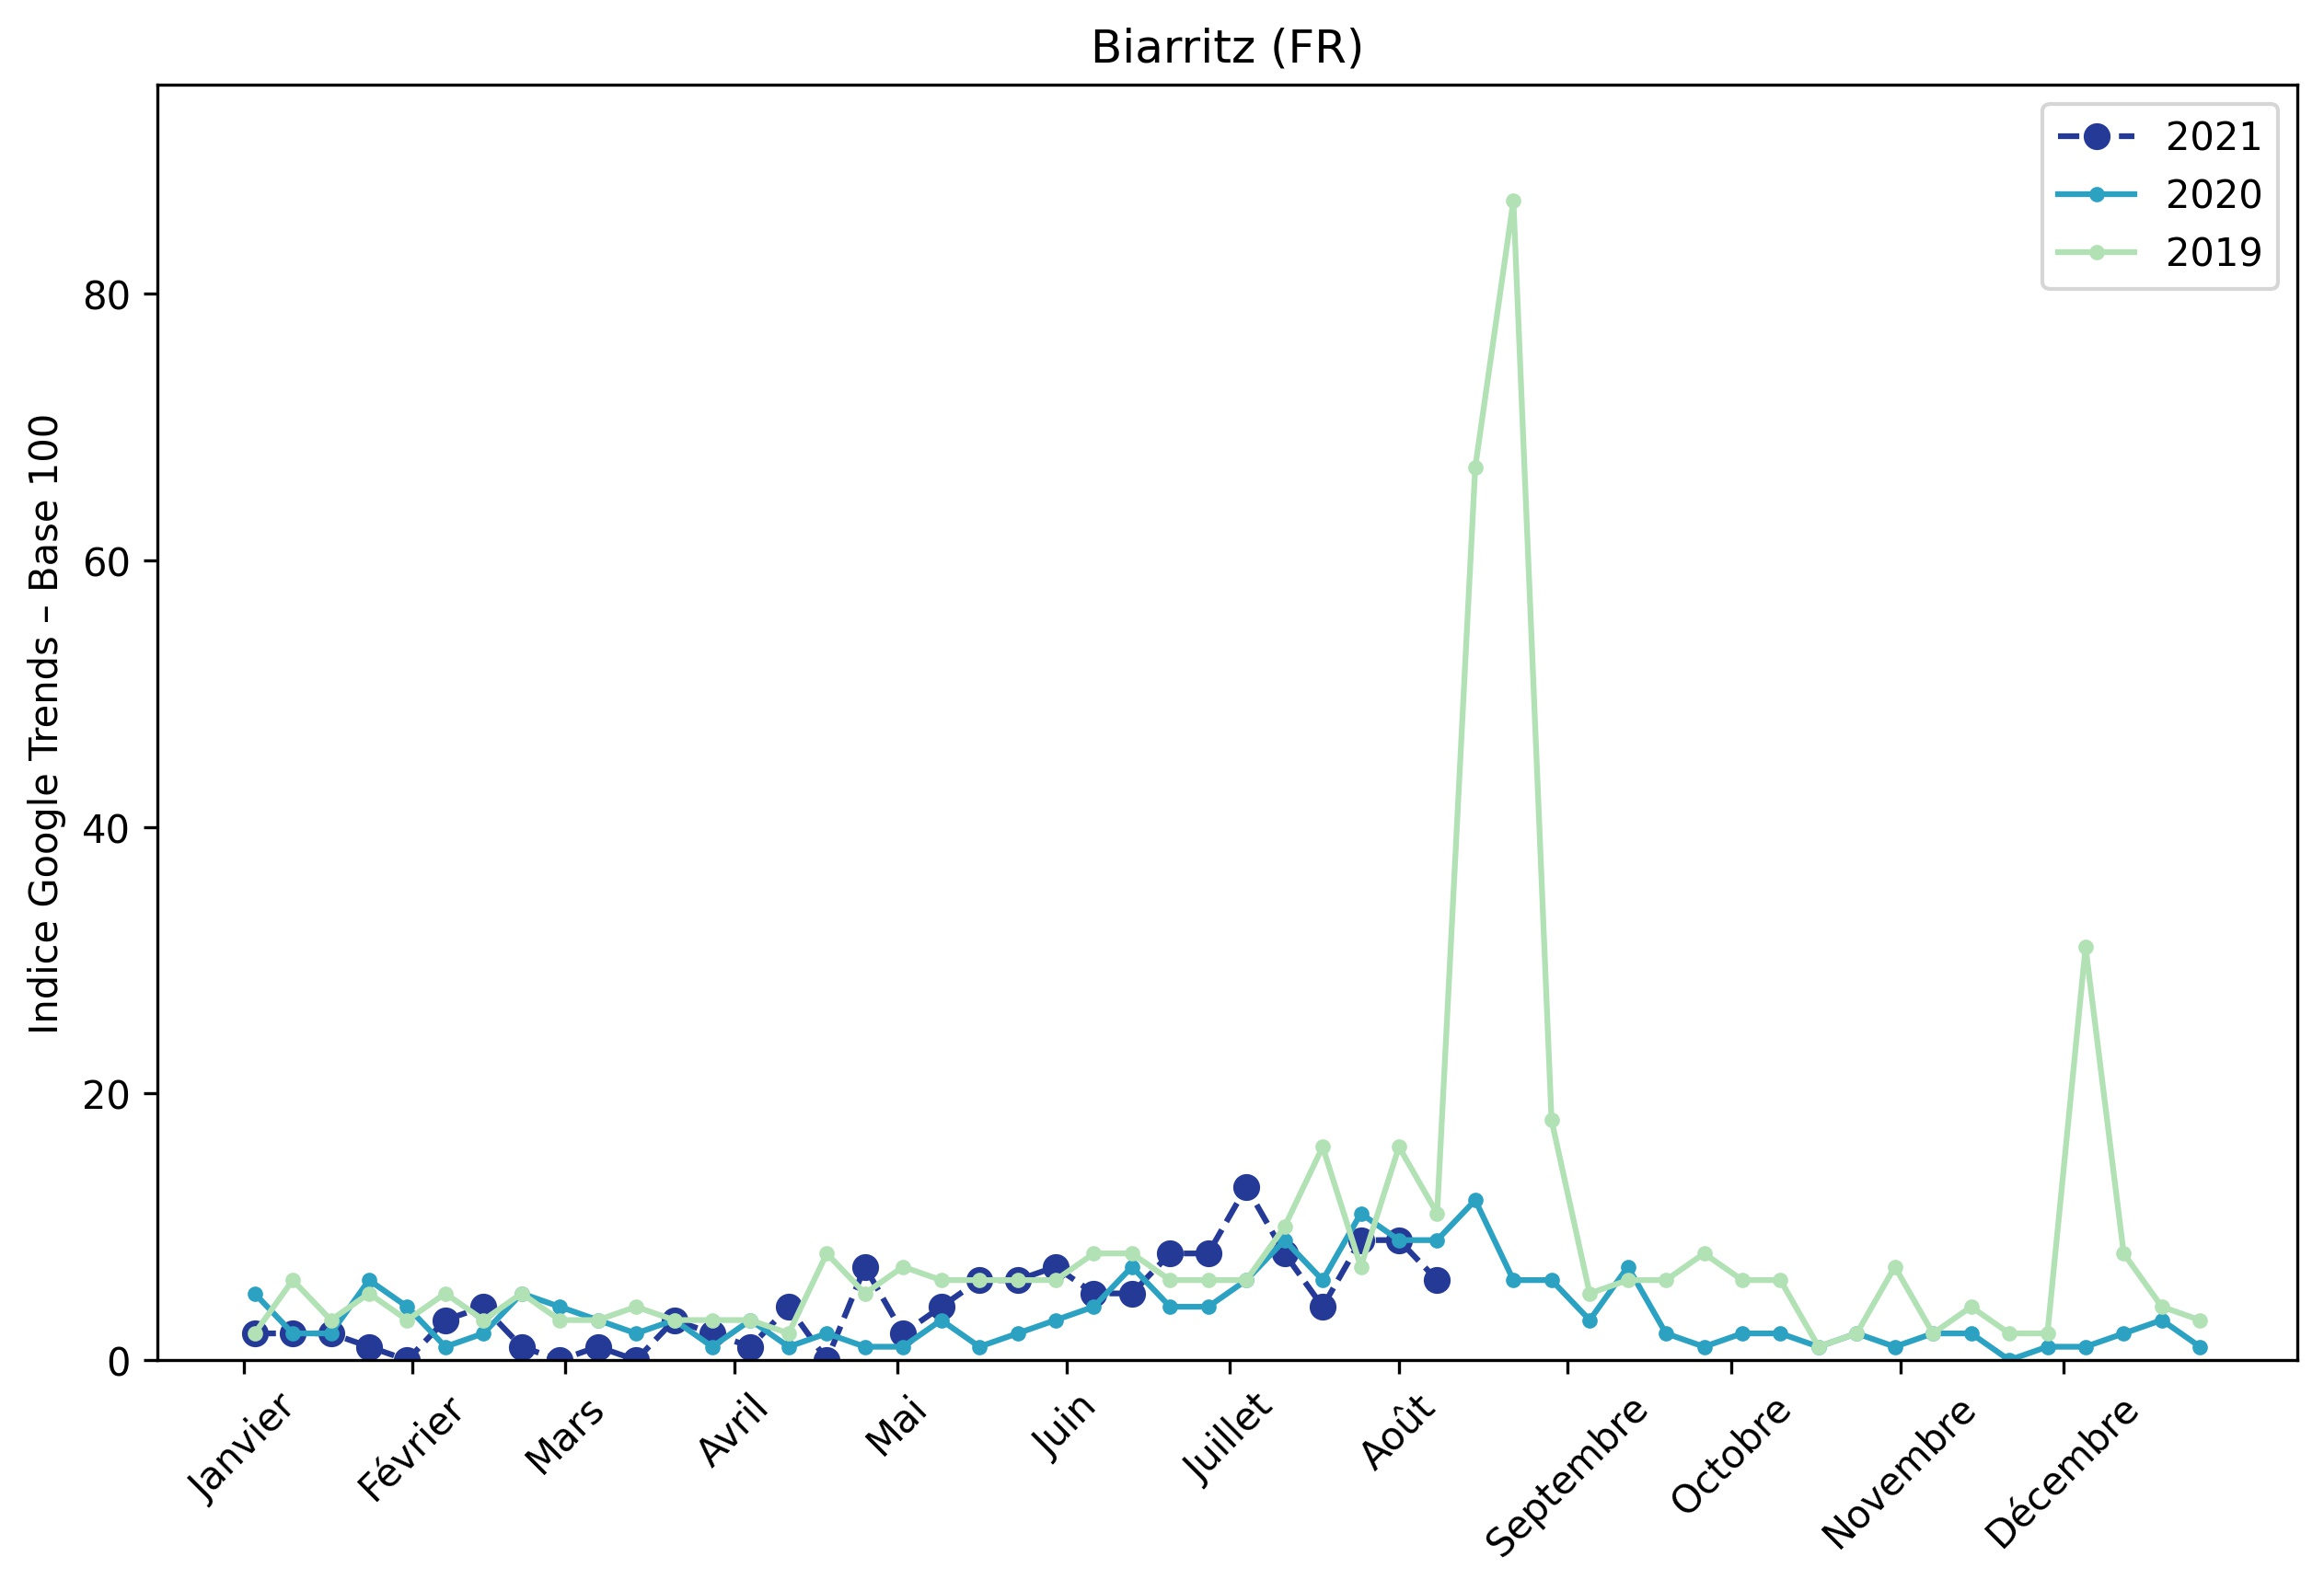 Biarritz (FR)
2021
2020
2019
Indice Google Trends – Base 100
80
60
40
20
0
Janvier
Février
Mars
Avril
Mai
Juin
Juillet
Août
Septembre
Octobre
Novembre
Décembre